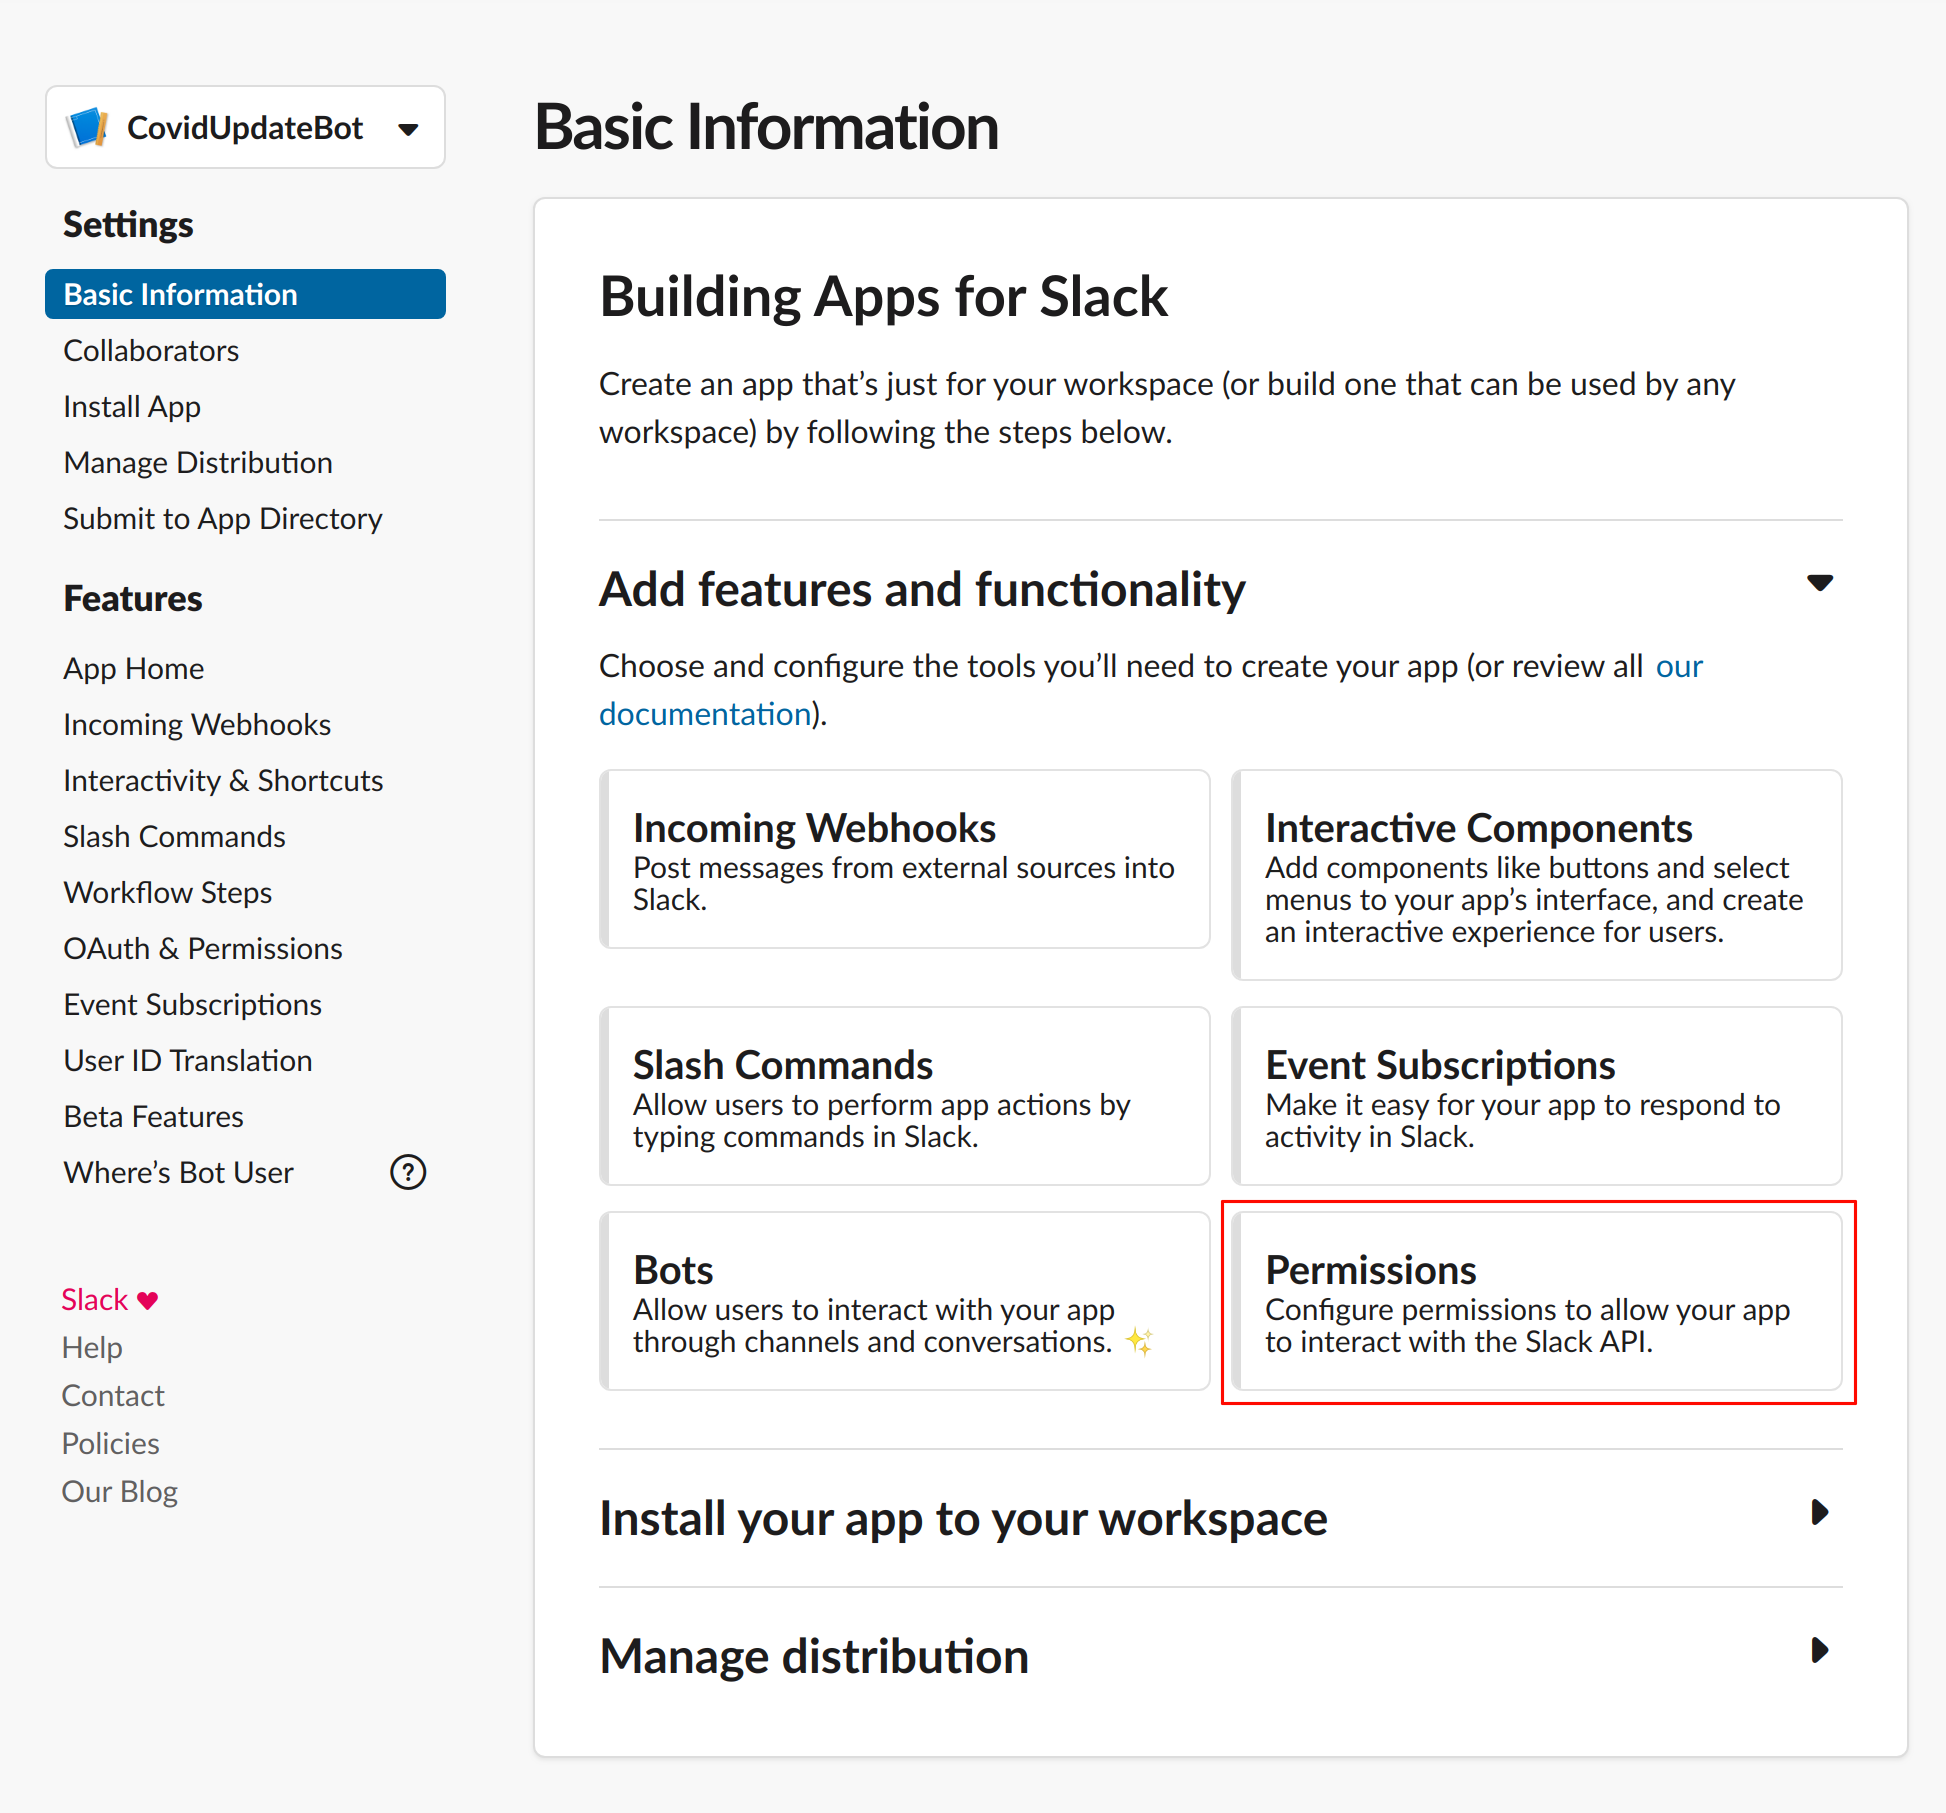 CovidUpdateBot
Settings
Basic Information
Collaborators
Install App
Manage Distribution
Submit to App Directory
Features
App Home
Incoming Webhooks
Interactivity & Shortcuts
Slash Commands
Workflow Steps
OAuth & Permissions
Event Subscriptions
User ID Translation
Beta Features
Where’s Bot User
?
Slack ♥
Help
Contact
Policies
Our Blog
Basic Information
Building Apps for Slack
Create an app that’s just for your workspace (or build one that can be used by any
workspace) by following the steps below.
Add features and functionality
Choose and configure the tools you’ll need to create your app (or review all our
documentation).
Incoming Webhooks
Post messages from external sources into
Slack.
Interactive Components
Add components like buttons and select
menus to your app’s interface, and create
an interactive experience for users.
Slash Commands
Allow users to perform app actions by
typing commands in Slack.
Event Subscriptions
Make it easy for your app to respond to
activity in Slack.
Bots
Allow users to interact with your app
through channels and conversations. ✨
Permissions
Configure permissions to allow your app
to interact with the Slack API.
Install your app to your workspace
Manage distribution